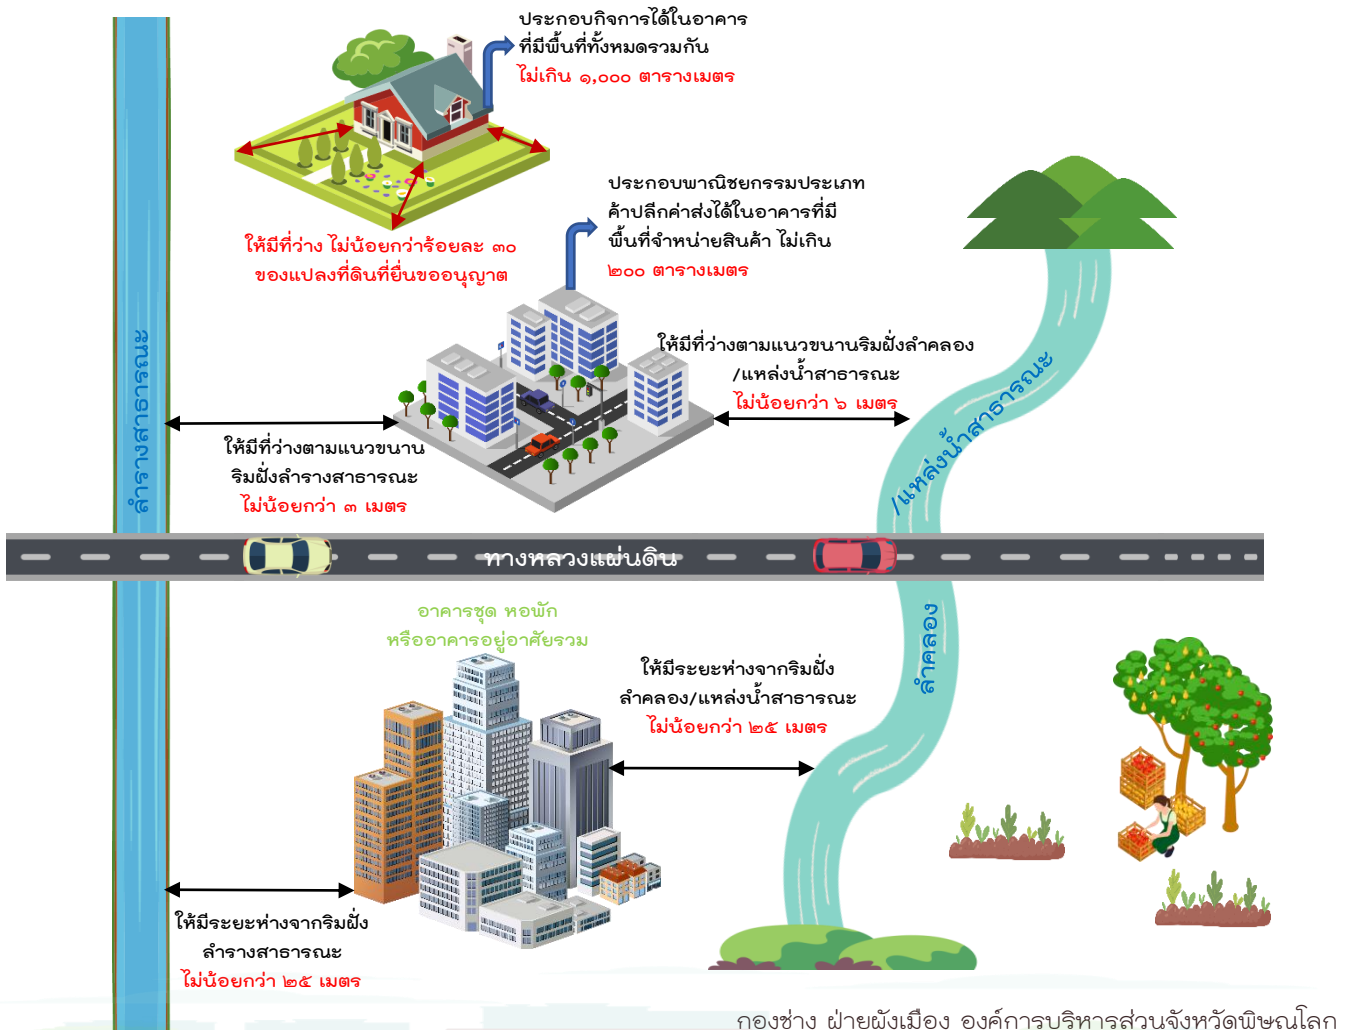 ประกอบกิจการได้ในอาคาร
ที่มีพื้นที่ทั้งหมดรวมกัน
ไม่เกิน ๑,๐๐๐ ตารางเมตร
ให้มีที่ว่าง ไม่น้อยกว่าร้อยละ ๓๐
ของแปลงที่ดินที่ยื่นขออนุญาต
ประกอบพาณิชยกรรมประเภท
ค้าปลีกค่าส่งได้ในอาคารที่มี
พื้นที่จำหน่ายสินค้า ไม่เกิน
๒๐๐ ตารางเมตร
ให้มีที่ว่างตามแนวขนานริมฝั่งลำคลอง
/แหล่งน้ำสาธารณะ
ไม่น้อยกว่า ๖ เมตร
ลำรางสาธารณะ
ให้มีที่ว่างตามแนวขนาน
ริมฝั่งลำรางสาธารณะ
ไม่น้อยกว่า ๓ เมตร
/แหล่งน้ำสาธารณะ
ทางหลวงแผ่นดิน
อาคารชุด หอพัก
หรืออาคารอยู่อาศัยรวม
ลำคลอง
ให้มีระยะห่างจากริมฝั่ง
ลำคลอง/แหล่งน้ำสาธารณะ
ไม่น้อยกว่า ๒๕ เมตร
ให้มีระยะห่างจากริมฝั่ง
ลำรางสาธารณะ
ไม่น้อยกว่า ๒๕ เมตร
กองช่าง ฝ่ายผังเมือง องค์การบริหารส่วนจังหวัดพิษณุโลก